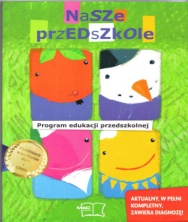 NaSZe
przEDsZkOle
Program edukacji przedszkolnej
AKTUALNY, W PEŁNI
KOMPLETNY,
ZAWIERA DIAGNOZĘ!